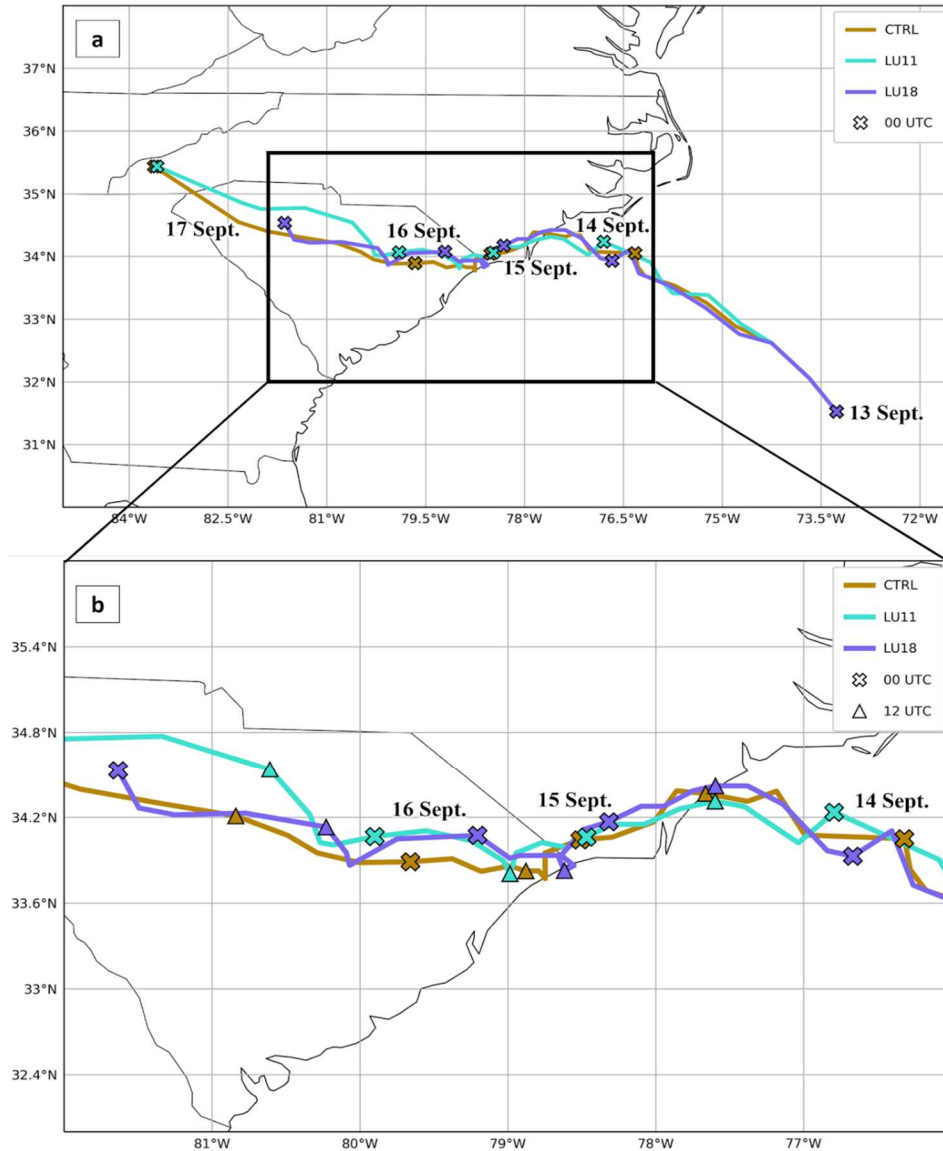 a
CTRL
LU11
LU18
00 UTC
37°N
36°N
35°N
34°N
33°N
32°N
31°N
17 Sept.
16 Sept.
15 Sept.
14 Sept.
13 Sept.
84°W 82.5°W 81°W 79.5°W 78°W 76.5°W 75°W 73.5°W 72°W
b
CTRL
LU11
LU18
00 UTC
12 UTC
35.4°N
34.8°N
34.2°N
33.6°N
33°N
32.4°N
16 Sept.
15 Sept.
14 Sept.
81°W 80°W 79°W 78°W 77°W